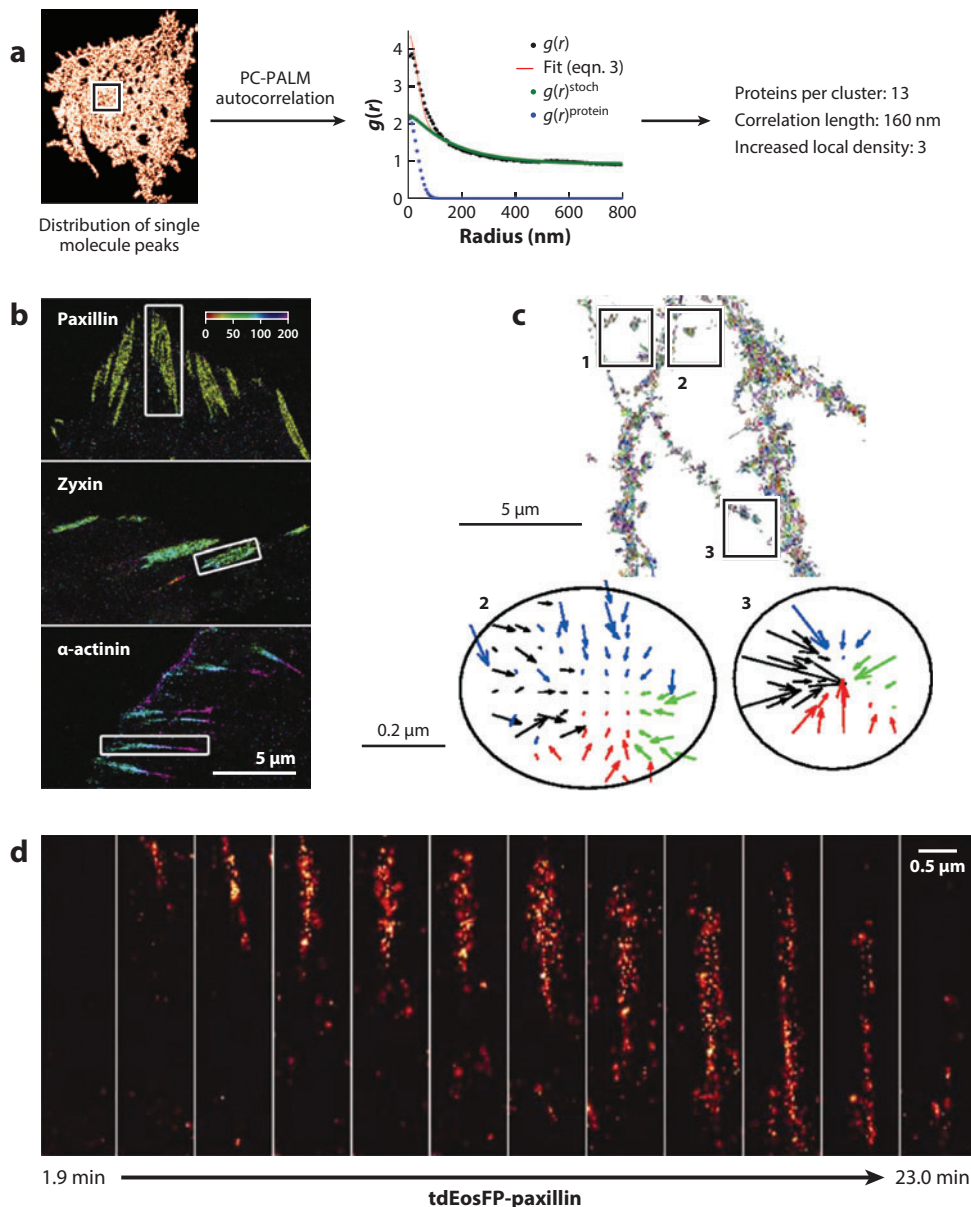 a
PC-PALM
autocorrelation
Distribution of single
molecule peaks
4
3
2
1
0
g(r)
0 200 400 600 800
Radius (nm)
g(r)
Fit (eqn. 3)
g(r)stoch
g(r)protein
Proteins per cluster: 13
Correlation length: 160 nm
Increased local density: 3
b
Paxillin
0 50 100 200
Zyxin
α-actinin
5 µm
c
1
2
5 µm
3
2
3
0.2 µm
d
0.5 µm
1.9 min
23.0 min
tdEosFP-paxillin